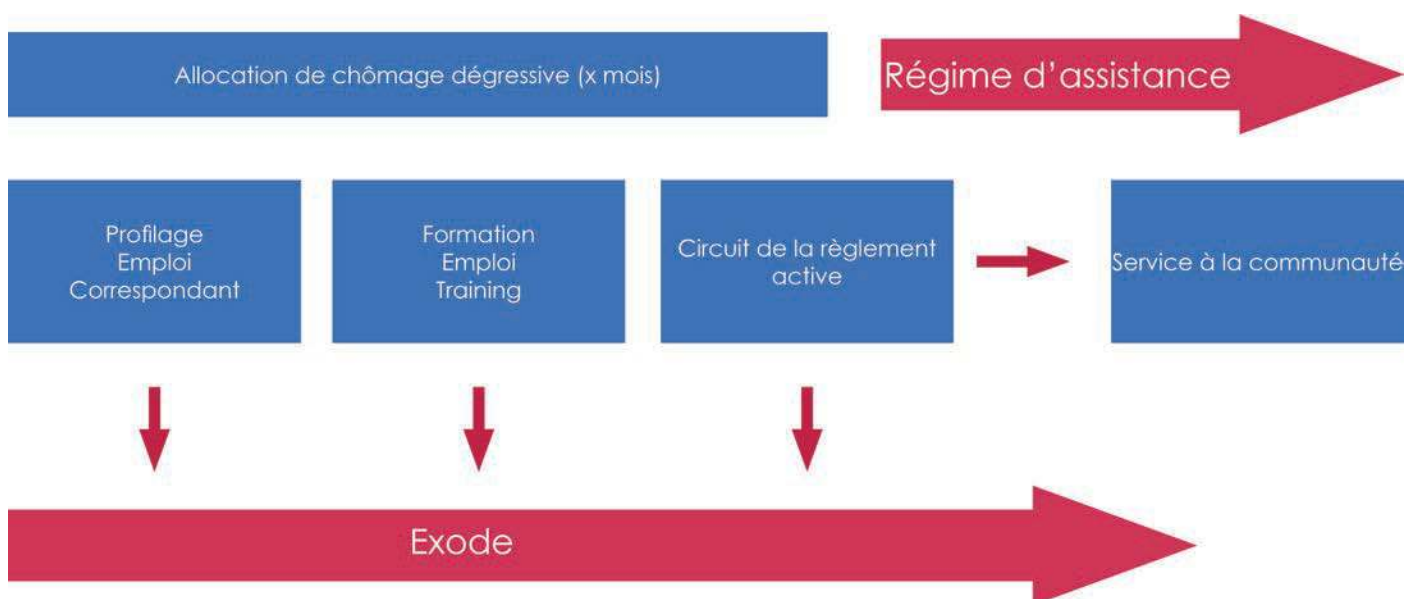 Allocation de chômage dégressive (x mois)
Régime d’assistance
Profilage
Emploi
Correspondant
Formation
Emploi
Training
Circuit de la règlement
active
Service à la communauté
Exode